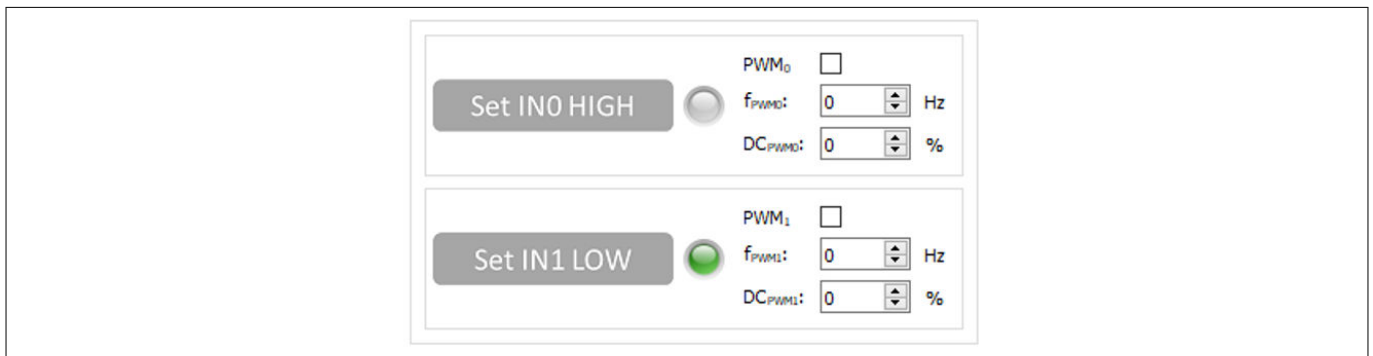 PWM₀
Set IN0 HIGH
fPWM0: 0 Hz
DCPWM0: 0 %
PWM₁
Set IN1 LOW
fPWM1: 0 Hz
DCPWM1: 0 %